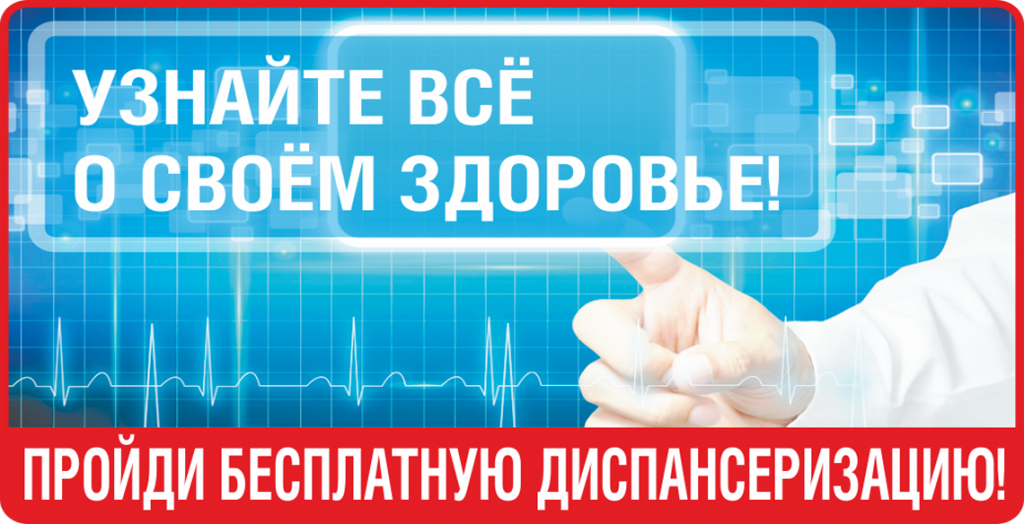 УЗНАЙТЕ ВСЁ
О СВОЁМ ЗДОРОВЬЕ!
ПРОЙДИ БЕСПЛАТНУЮ ДИСПАНСЕРИЗАЦИЮ!